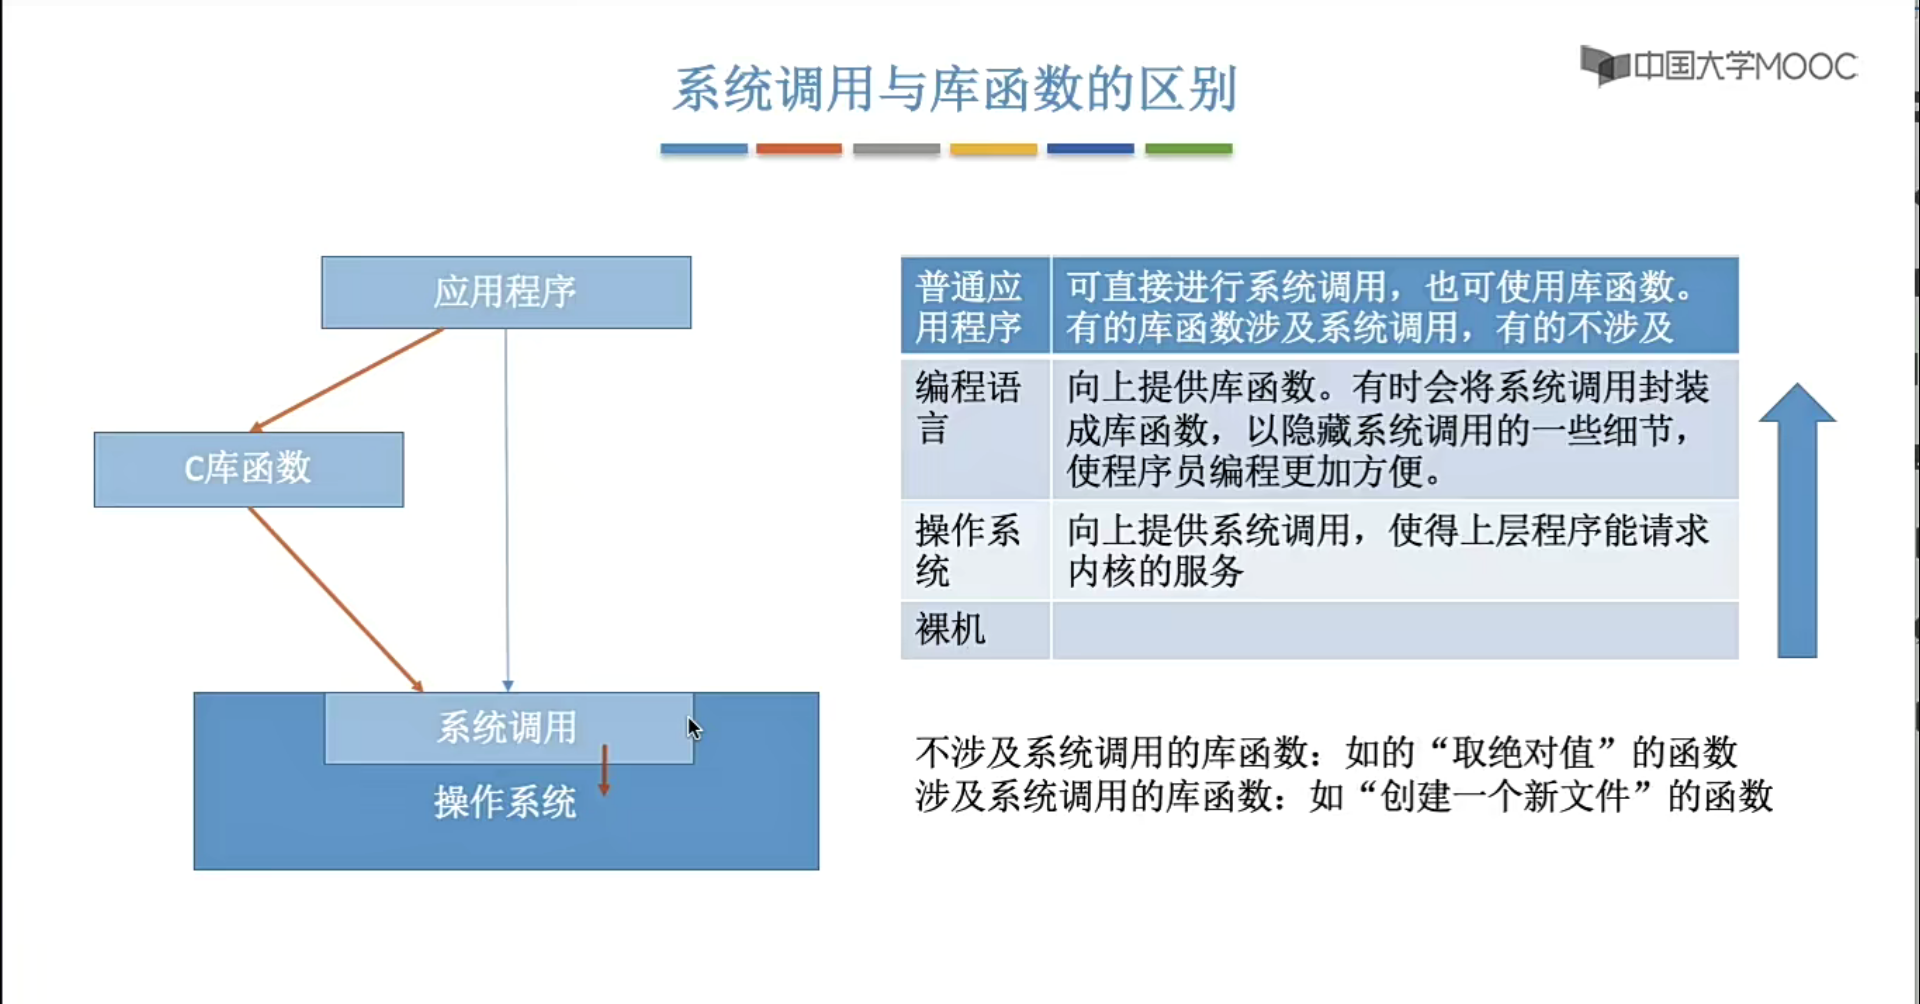 中国大学MOOC
系统调用与库函数的区别
应用程序
C库函数
系统调用
操作系统
普通应
用程序
可直接进行系统调用，也可使用库函数。
有的库函数涉及系统调用，有的不涉及
编程语
言
向上提供库函数。有时会将系统调用封装
成库函数，以隐藏系统调用的一些细节，
使程序员编程更加方便。
操作系
统
向上提供系统调用，使得上层程序能请求
内核的服务
裸机
不涉及系统调用的库函数：如的“取绝对值”的函数
涉及系统调用的库函数：如“创建一个新文件”的函数